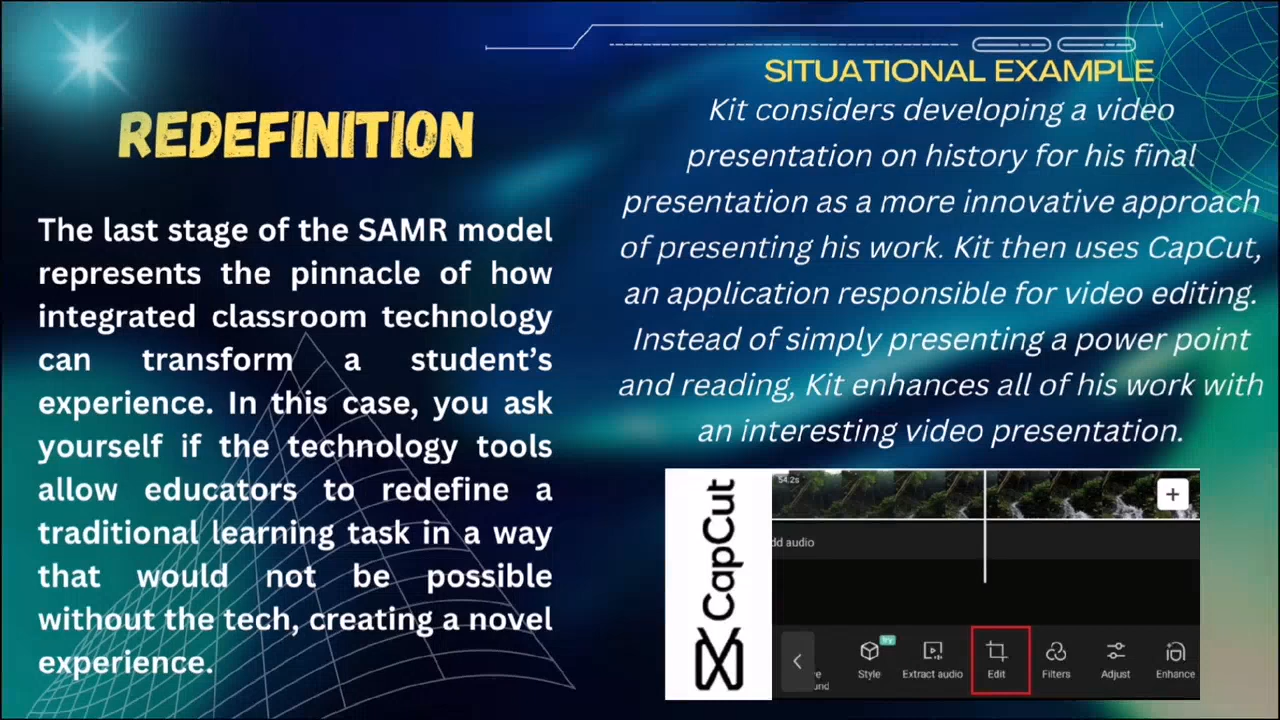 REDEFINITION
The last stage of the SAMR model
represents the pinnacle of how
integrated classroom technology
can transform a student's
experience. In this case, you ask
yourself if the technology tools
allow educators to redefine a
traditional learning task in a way
that would not be possible
without the tech, creating a novel
experience.
SITUATIONAL EXAMPLE
Kit considers developing a video
presentation on history for his final
presentation as a more innovative approach
of presenting his work. Kit then uses CapCut,
an application responsible for video editing.
Instead of simply presenting a power point
and reading, Kit enhances all of his work with
an interesting video presentation.
CapCut
54.2s
dd audio
Style
Extract audio
Edit
Filters
Adjust
Enhance